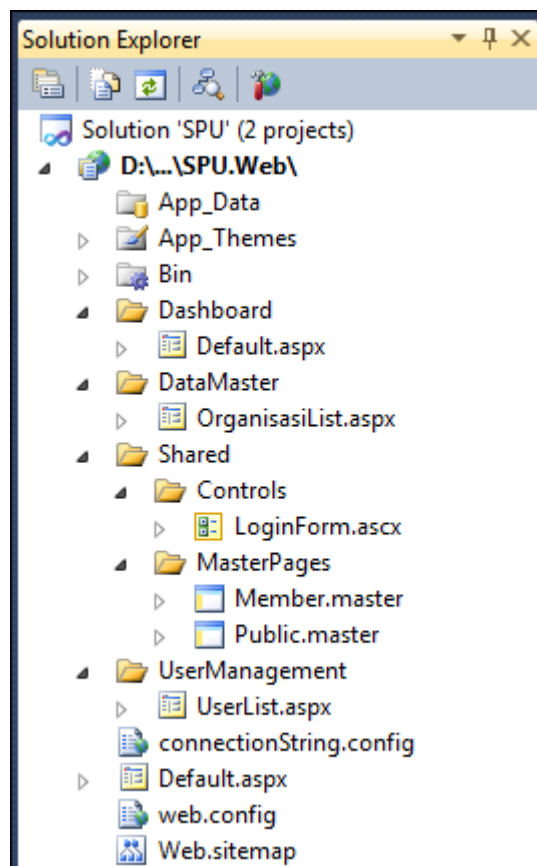 Solution Explorer
Solution 'SPU' (2 projects)
D:\...\SPU.Web\
App_Data
App_Themes
Bin
Dashboard
Default.aspx
DataMaster
OrganisasiList.aspx
Shared
Controls
LoginForm.ascx
MasterPages
Member.master
Public.master
UserManagement
UserList.aspx
connectionString.config
Default.aspx
web.config
Web.sitemap